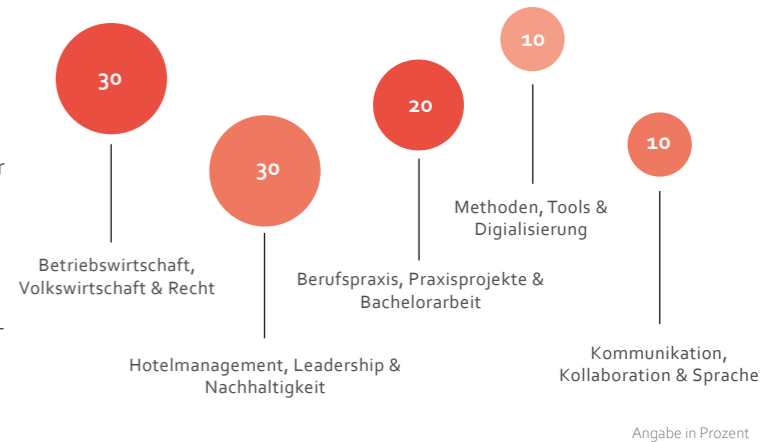 30
Betriebswirtschaft,
Volkswirtschaft & Recht
30
Hotelmanagement, Leadership &
Nachhaltigkeit
20
Berufspraxis, Praxisprojekte &
Bachelorarbeit
10
Methoden, Tools &
Digialisierung
10
Kommunikation,
Kollaboration & Sprache
Angabe in Prozent